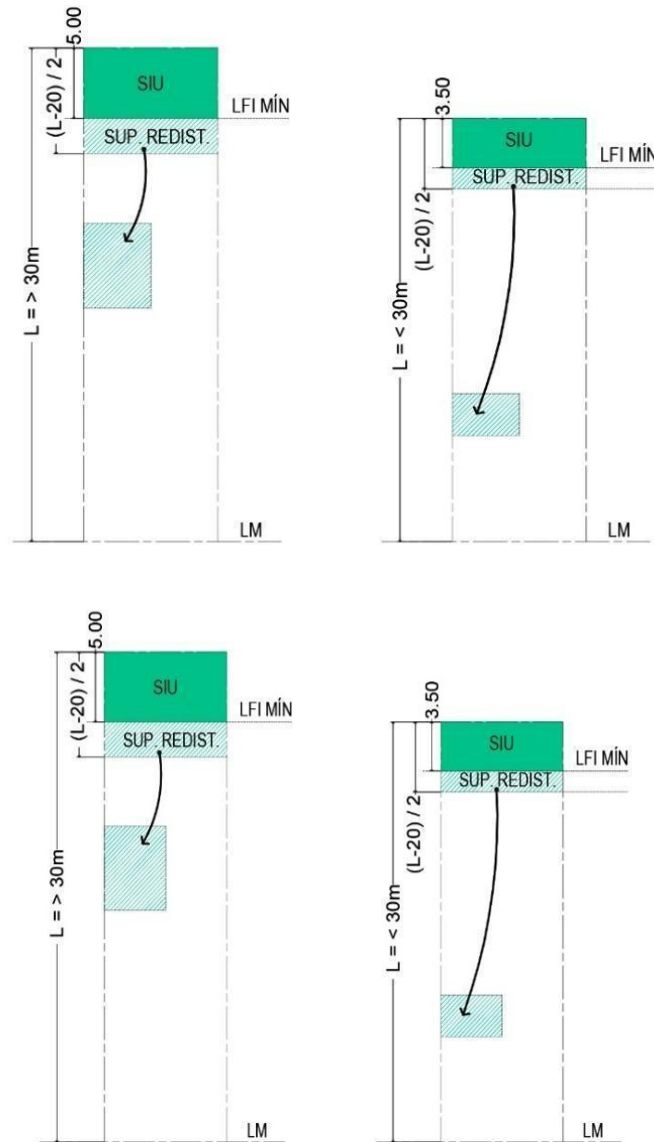 5.00
(L-20) / 2
SIU
LFI MÍN
SUP. REDIST.
L = > 30m
LM
3.50
(L-20) / 2
SIU
LFI MÍN
SUP. REDIST.
L = < 30m
LM
5.00
(L-20) / 2
SIU
LFI MÍN
SUP. REDIST.
L = > 30m
LM
3.50
(L-20) / 2
SIU
LFI MÍN
SUP. REDIST.
L = < 30m
LM